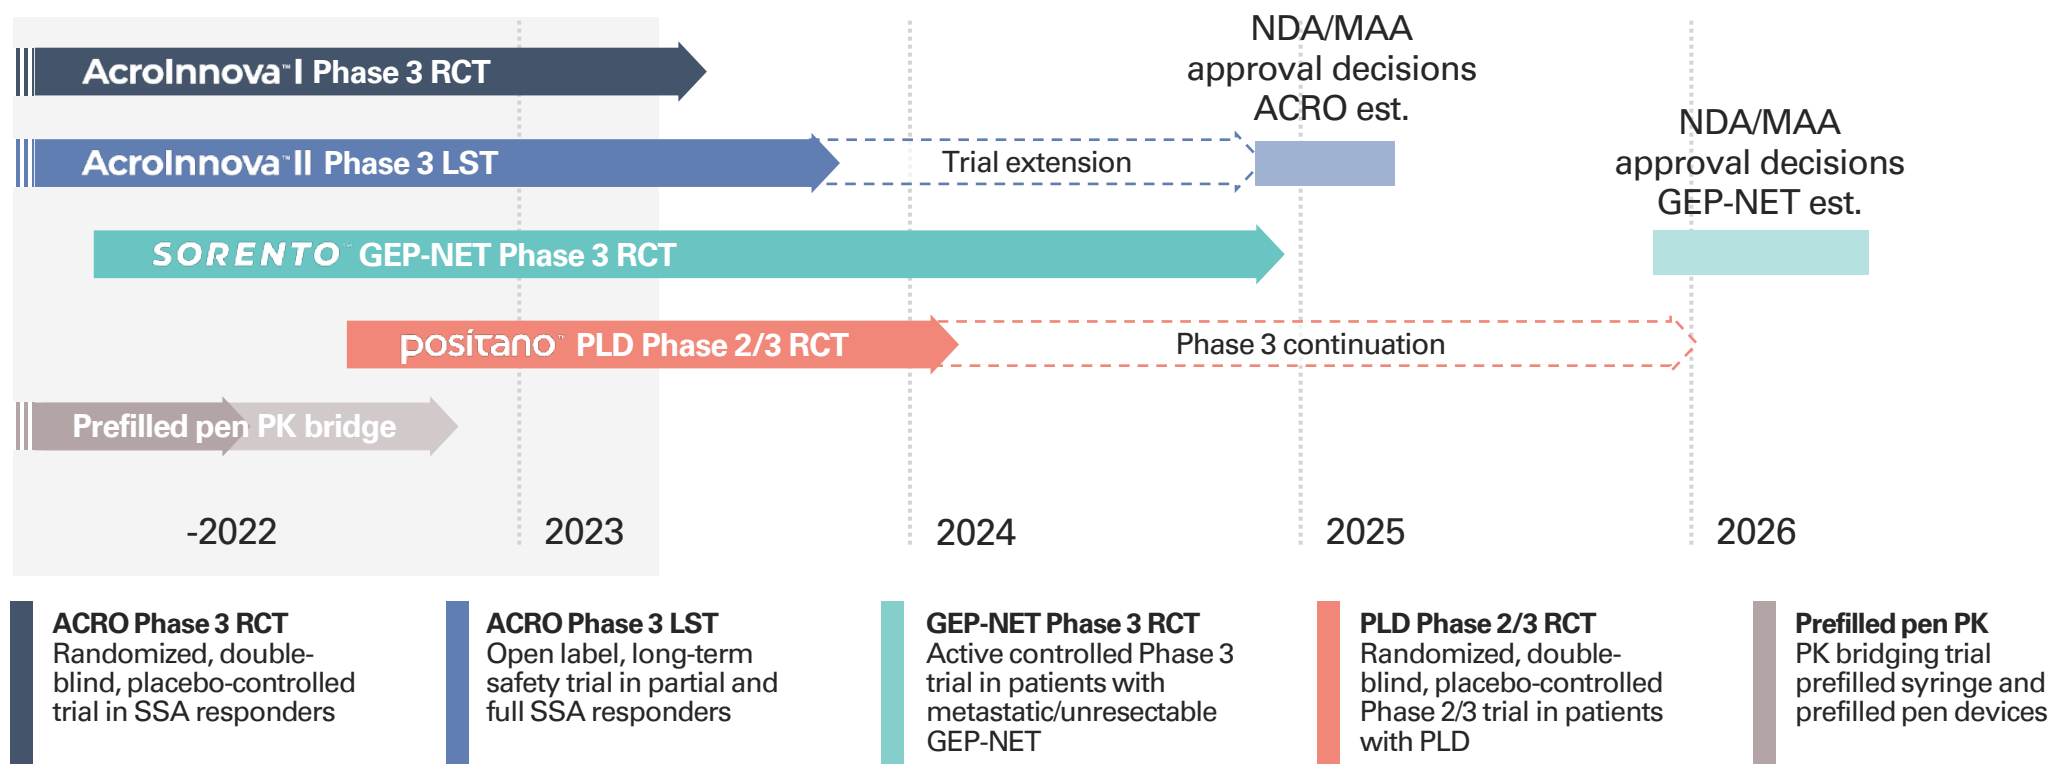 NDA/MAA
approval decisions
ACRO est.
AcroInnova™ I Phase 3 RCT
NDA/MAA
approval decisions
GEP-NET est.
AcroInnova™ II Phase 3 LST
Trial extension
SORENTO™ GEP-NET Phase 3 RCT
positano™ PLD Phase 2/3 RCT
Phase 3 continuation
Prefilled pen PK bridge
-2022
2023
2024
2025
2026
ACRO Phase 3 RCT
Randomized, double-
blind, placebo-controlled
trial in SSA responders
ACRO Phase 3 LST
Open label, long-term
safety trial in partial and
full SSA responders
GEP-NET Phase 3 RCT
Active controlled Phase 3
trial in patients with
metastatic/unresectable
GEP-NET
PLD Phase 2/3 RCT
Randomized, double-
blind, placebo-controlled
Phase 2/3 trial in patients
with PLD
Prefilled pen PK
PK bridging trial
prefilled syringe and
prefilled pen devices